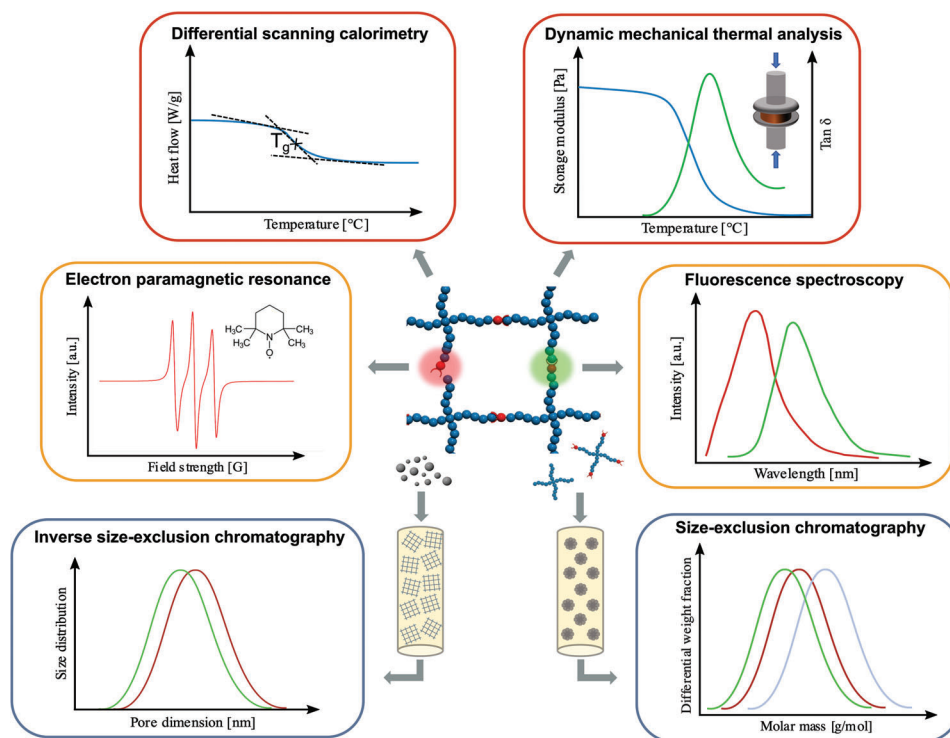 Differential scanning calorimetry
Heat flow [W/g]
Tg
Temperature [°C]
Dynamic mechanical thermal analysis
Storage modulus [Pa]
Tan δ
Temperature [°C]
Electron paramagnetic resonance
Intensity [a.u.]
H3C
CH3
H3C
N
CH3
O
Field strength [G]
Fluorescence spectroscopy
Intensity [a.u.]
Wavelength [nm]
Inverse size-exclusion chromatography
Size distribution
Pore dimension [nm]
Size-exclusion chromatography
Differential weight fraction
Molar mass [g/mol]